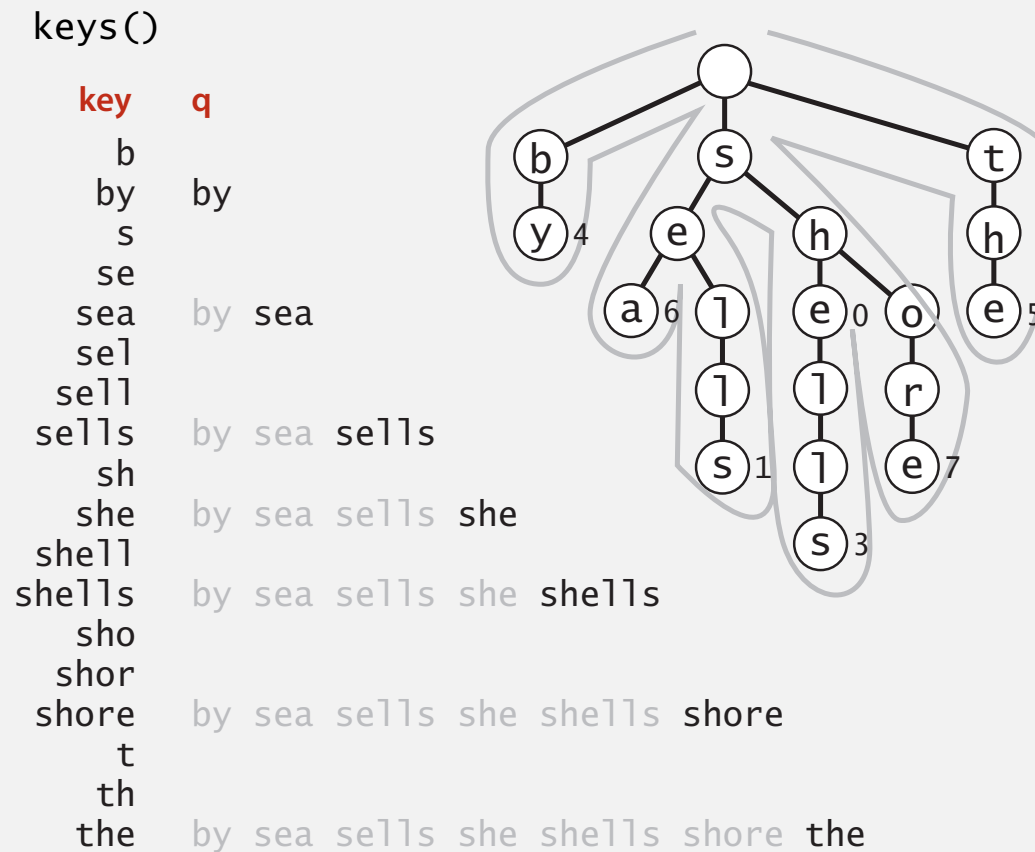 keys()
key q
b
by by
s
se
sea by sea
sel
sell
sells by sea sells
sh
she by sea sells she
shell
shells by sea sells she shells
sho
shor
shore by sea sells she shells shore
t
th
the by sea sells she shells shore the
b s t
y 4 e h h
a 6 l e 0 o e 5
l l r
s 1 l e 7
s 3